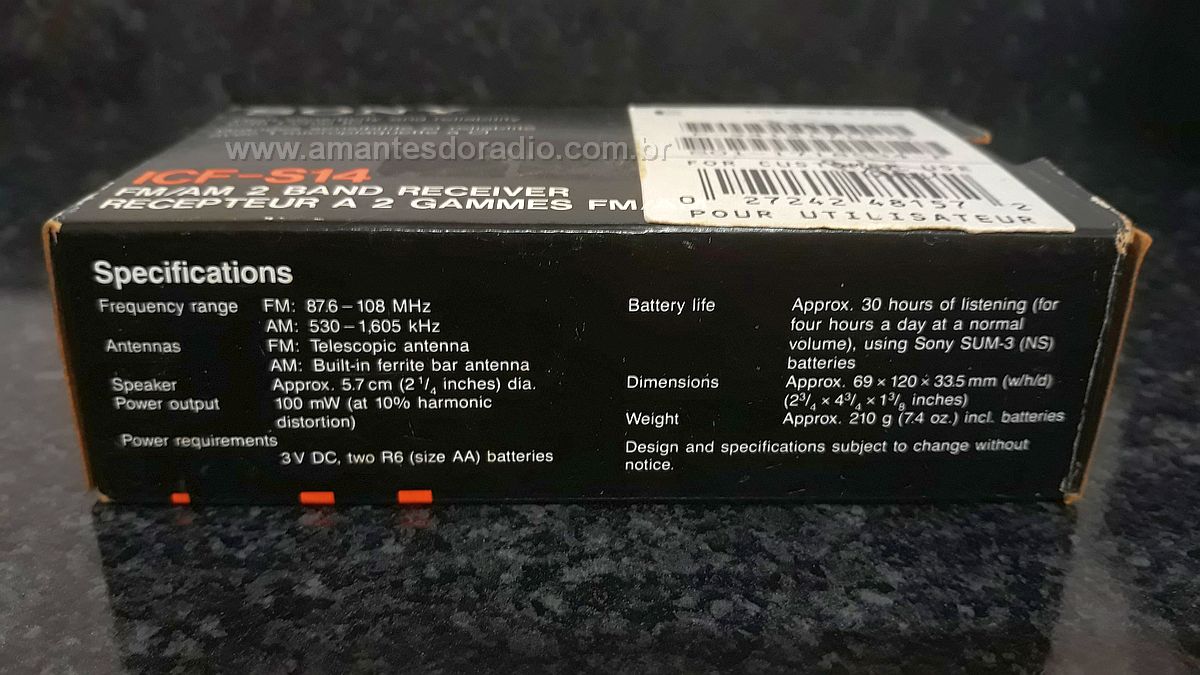 SONY
www.amantesdoradio.com.br
ICF-S14
FM/AM 2 BAND RECEIVER
RECEPTEUR A 2 GAMMES FM/
FOR CUSTOMER USE
0 27242 48157 2
POUR UTILISATEUR
Specifications
Frequency range FM: 87.6 – 108 MHz
AM: 530 – 1,605 kHz
Antennas FM: Telescopic antenna
AM: Built-in ferrite bar antenna
Speaker Approx. 5.7 cm (2 1/4 inches) dia.
Power output 100 mW (at 10% harmonic
distortion)
Power requirements
3 V DC, two R6 (size AA) batteries
Battery life Approx. 30 hours of listening (for
four hours a day at a normal
volume), using Sony SUM-3 (NS)
batteries
Dimensions Approx. 69 × 120 × 33.5 mm (w/h/d)
(2 3/4 × 4 3/4 × 1 3/8 inches)
Weight Approx. 210 g (7.4 oz.) incl. batteries
Design and specifications subject to change without
notice.